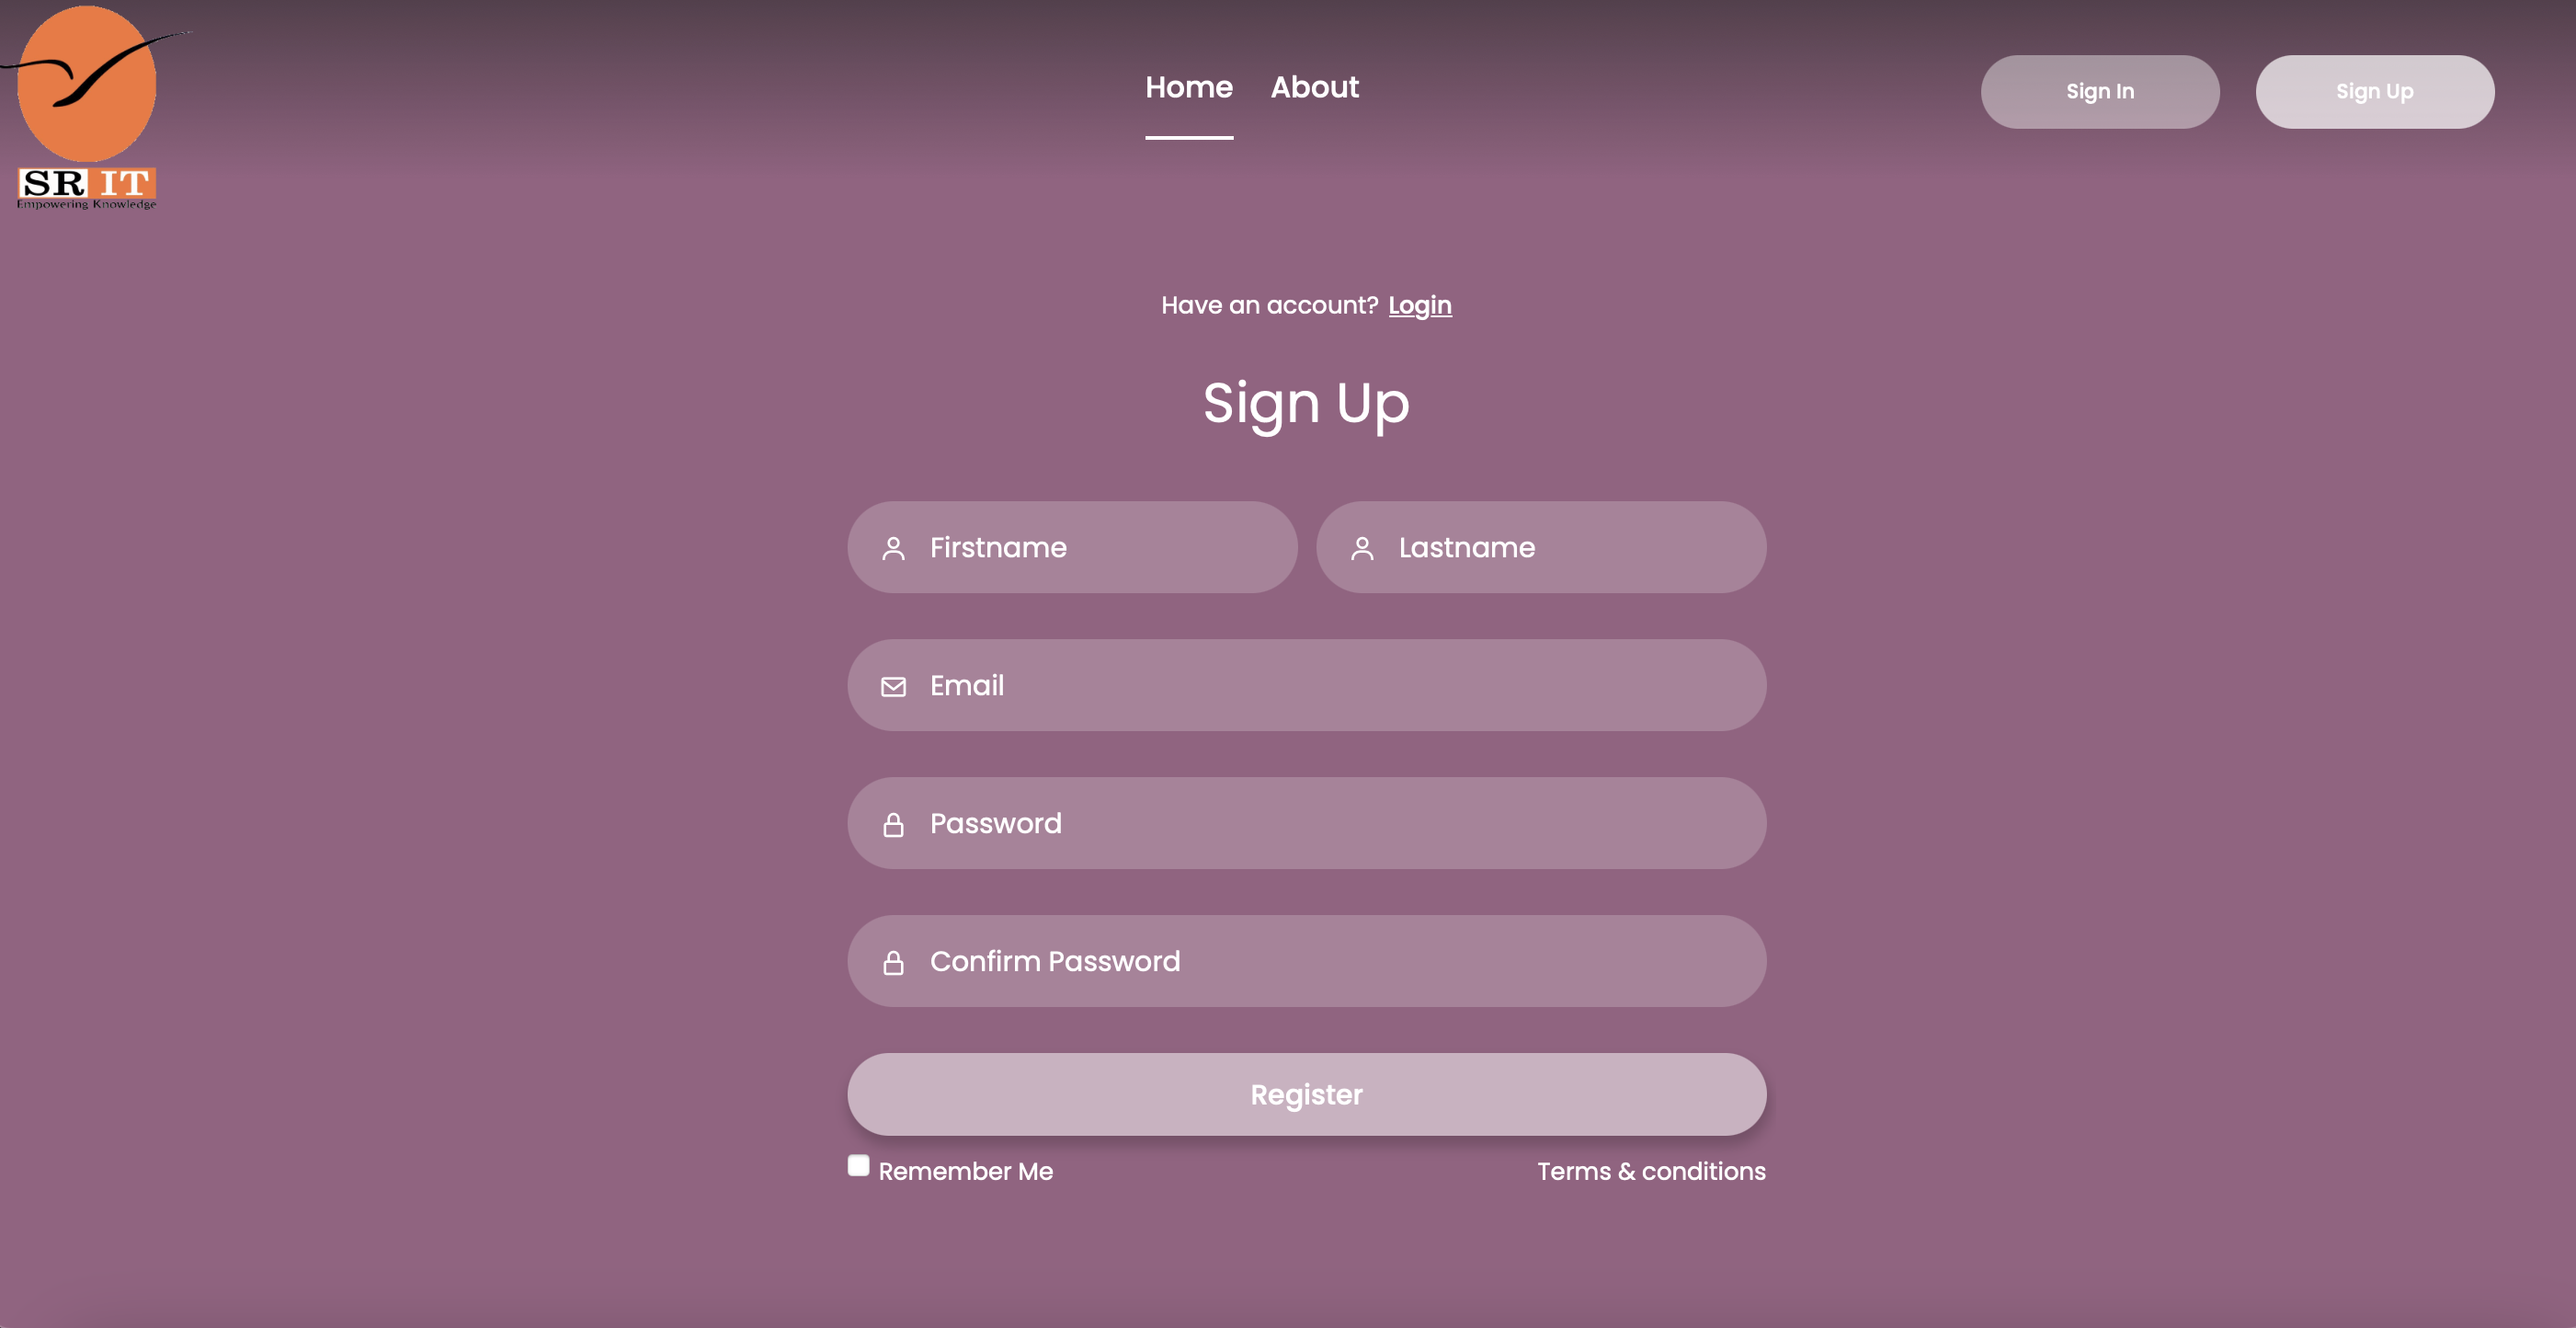 SR IT
Empowering Knowledge
Home About
Sign In Sign Up
Have an account? Login
Sign Up
Firstname Lastname
Email
Password
Confirm Password
Register
Remember Me Terms & conditions